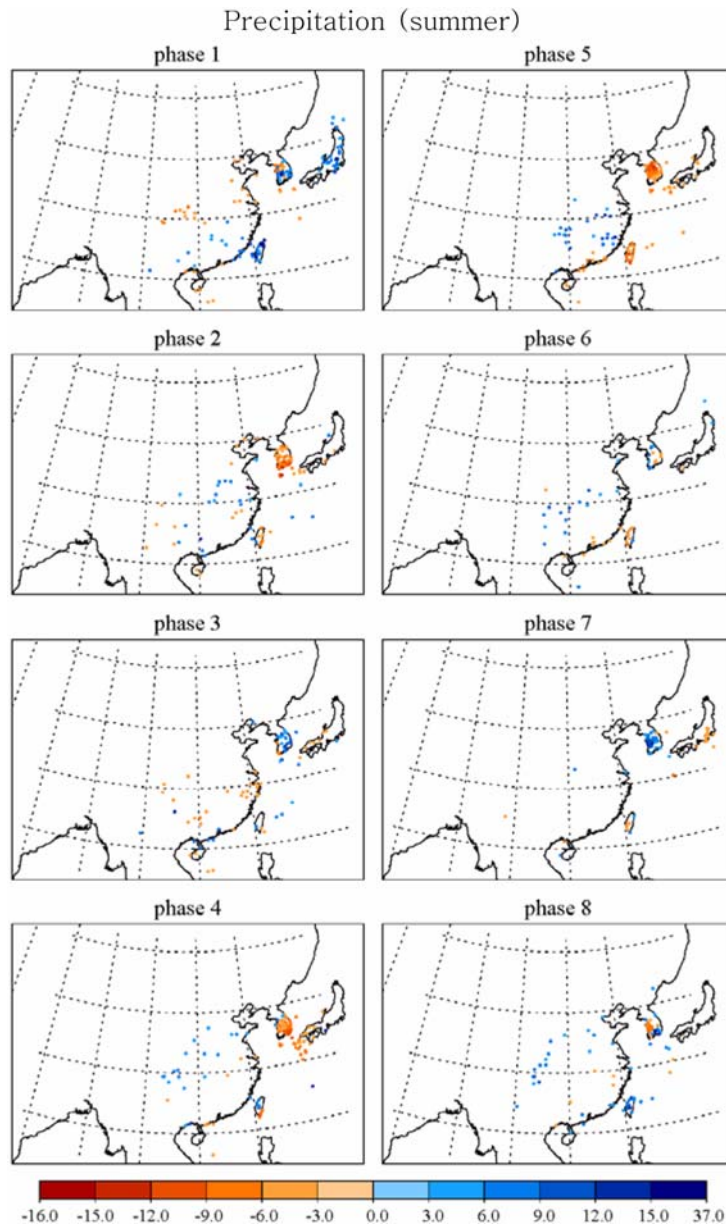 Precipitation (summer)
phase 1
phase 5
phase 2
phase 6
phase 3
phase 7
phase 4
phase 8
-16.0 -15.0 -12.0 -9.0 -6.0 -3.0 0.0 3.0 6.0 9.0 12.0 15.0 37.0